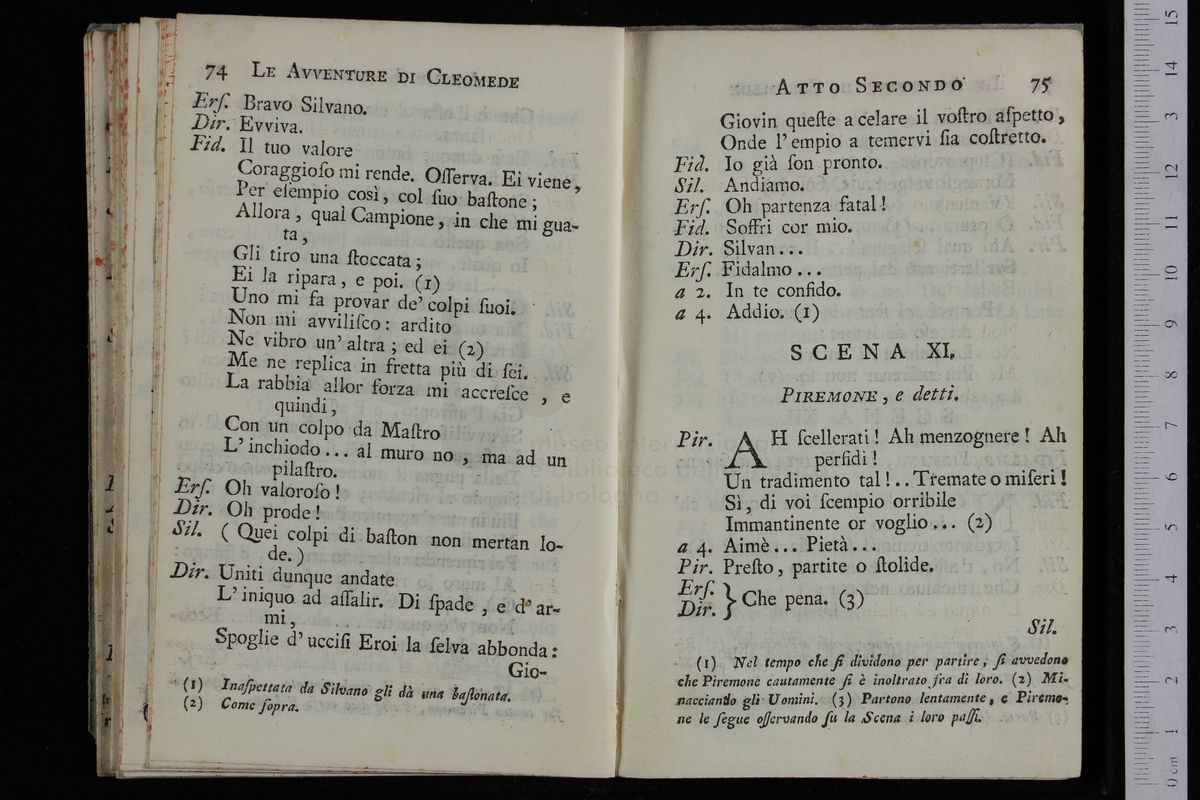 74 Le Avventure di Cleomede
Erſ. Bravo Silvano.
Dir. Evviva.
Fid. Il tuo valore
Coraggioſo mi rende. Oſſerva. Ei viene,
Per eſempio così, col ſuo baſtone;
Allora, qual Campione, in che mi gua-
ta,
Gli tiro una ſtoccata;
Ei la ripara, e poi. (1)
Uno mi fa provar de' colpi ſuoi.
Non mi avviliſco: ardito
Ne vibro un' altra; ed ei (2)
Me ne replica in fretta più di ſei.
La rabbia allor forza mi accreſce, e
quindi,
Con un colpo da Maſtro
L' inchiodo... al muro no, ma ad un
pilaſtro.
Erſ. Oh valoroſo!
Dir. Oh prode!
Sil. (Quei colpi di baſton non mertan lo-
de.)
Dir. Uniti dunque andate
L' iniquo ad aſſalir. Di ſpade, e d' ar-
mi,
Spoglie d' ucciſi Eroi la ſelva abbonda:
Gio-
(1) Inaſpettata da Silvano gli dà una baſtonata.
(2) Come ſopra.
Atto Secondo 75
Giovin queſte a celare il voſtro aſpetto,
Onde l' empio a temervi ſia coſtretto.
Fid. Io già ſon pronto.
Sil. Andiamo.
Erſ. Oh partenza fatal!
Fid. Soffri cor mio.
Dir. Silvan...
Erſ. Fidalmo...
a 2. In te confido.
a 4. Addio. (1)
SCENA XI.
Piremone, e detti.
Pir. AH ſcellerati! Ah menzognere! Ah
perfidi!
Un tradimento tal!.. Tremate o miſeri!
Sì, di voi ſcempio orribile
Immantinente or voglio... (2)
a 4. Aimè... Pietà...
Pir. Preſto, partite o ſtolide.
Erſ. } Che pena. (3)
Dir.
Sil.
(1) Nel tempo che ſi dividono per partire, ſi avvedono
che Piremone cautamente ſi è inoltrato fra di loro. (2) Mi-
nacciando gli Uomini. (3) Partono lentamente, e Piremo-
ne le ſegue oſſervando ſu la Scena i loro paſſi.